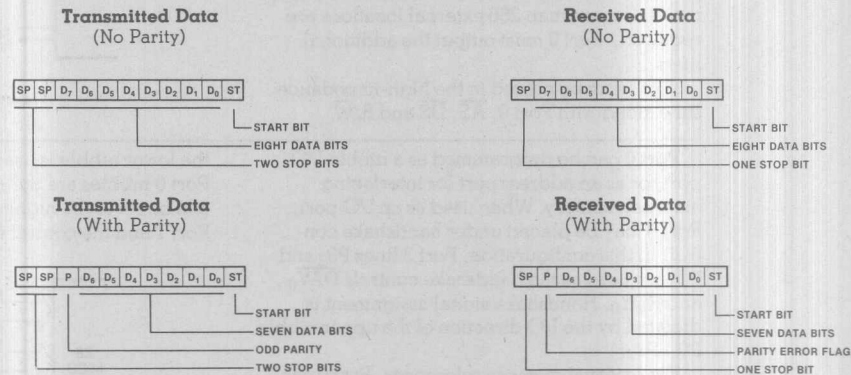 Transmitted Data
(No Parity)
SP SP D7 D6 D5 D4 D3 D2 D1 D0 ST
START BIT
EIGHT DATA BITS
TWO STOP BITS
Received Data
(No Parity)
SP D7 D6 D5 D4 D3 D2 D1 D0 ST
START BIT
EIGHT DATA BITS
ONE STOP BIT
Transmitted Data
(With Parity)
SP SP P D6 D5 D4 D3 D2 D1 D0 ST
START BIT
SEVEN DATA BITS
ODD PARITY
TWO STOP BITS
Received Data
(With Parity)
SP P D6 D5 D4 D3 D2 D1 D0 ST
START BIT
SEVEN DATA BITS
PARITY ERROR FLAG
ONE STOP BIT